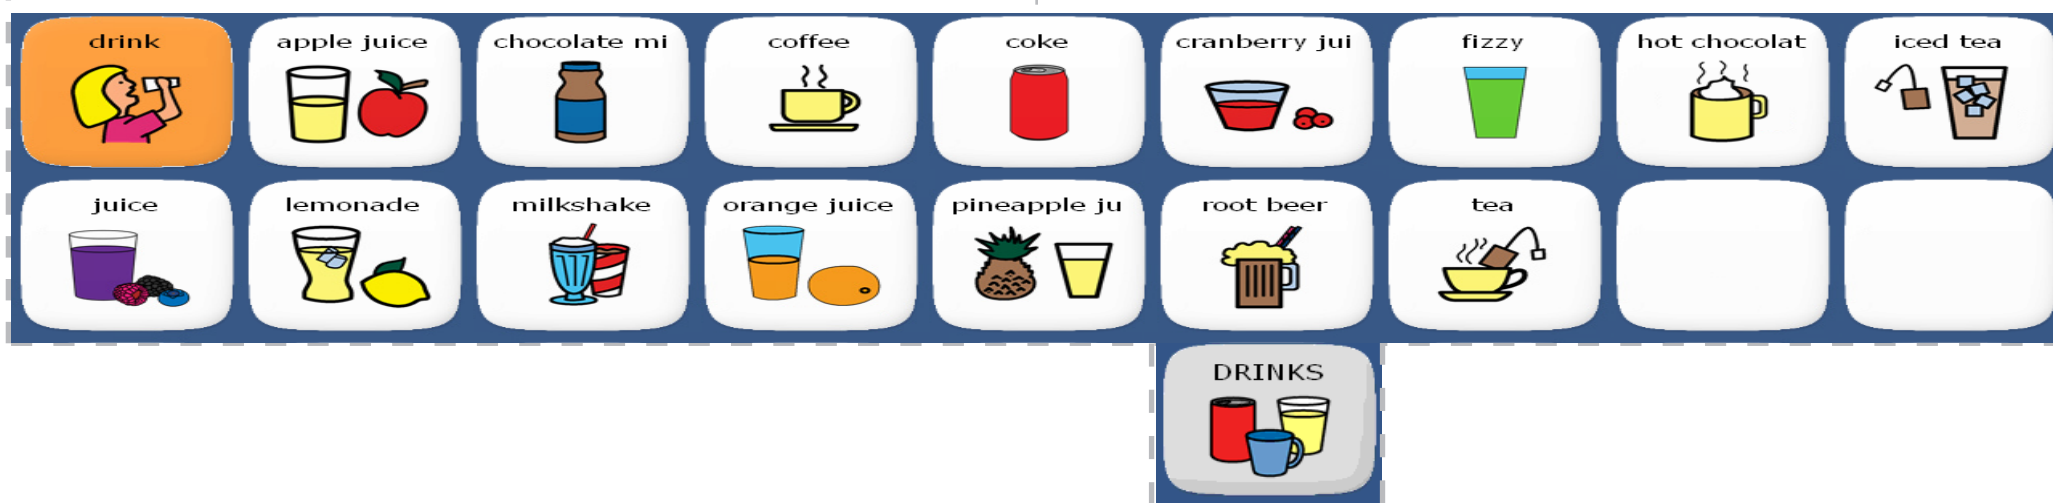 drink
apple juice
chocolate mi
coffee
coke
cranberry jui
fizzy
hot chocolat
iced tea
juice
lemonade
milkshake
orange juice
pineapple ju
root beer
tea
DRINKS